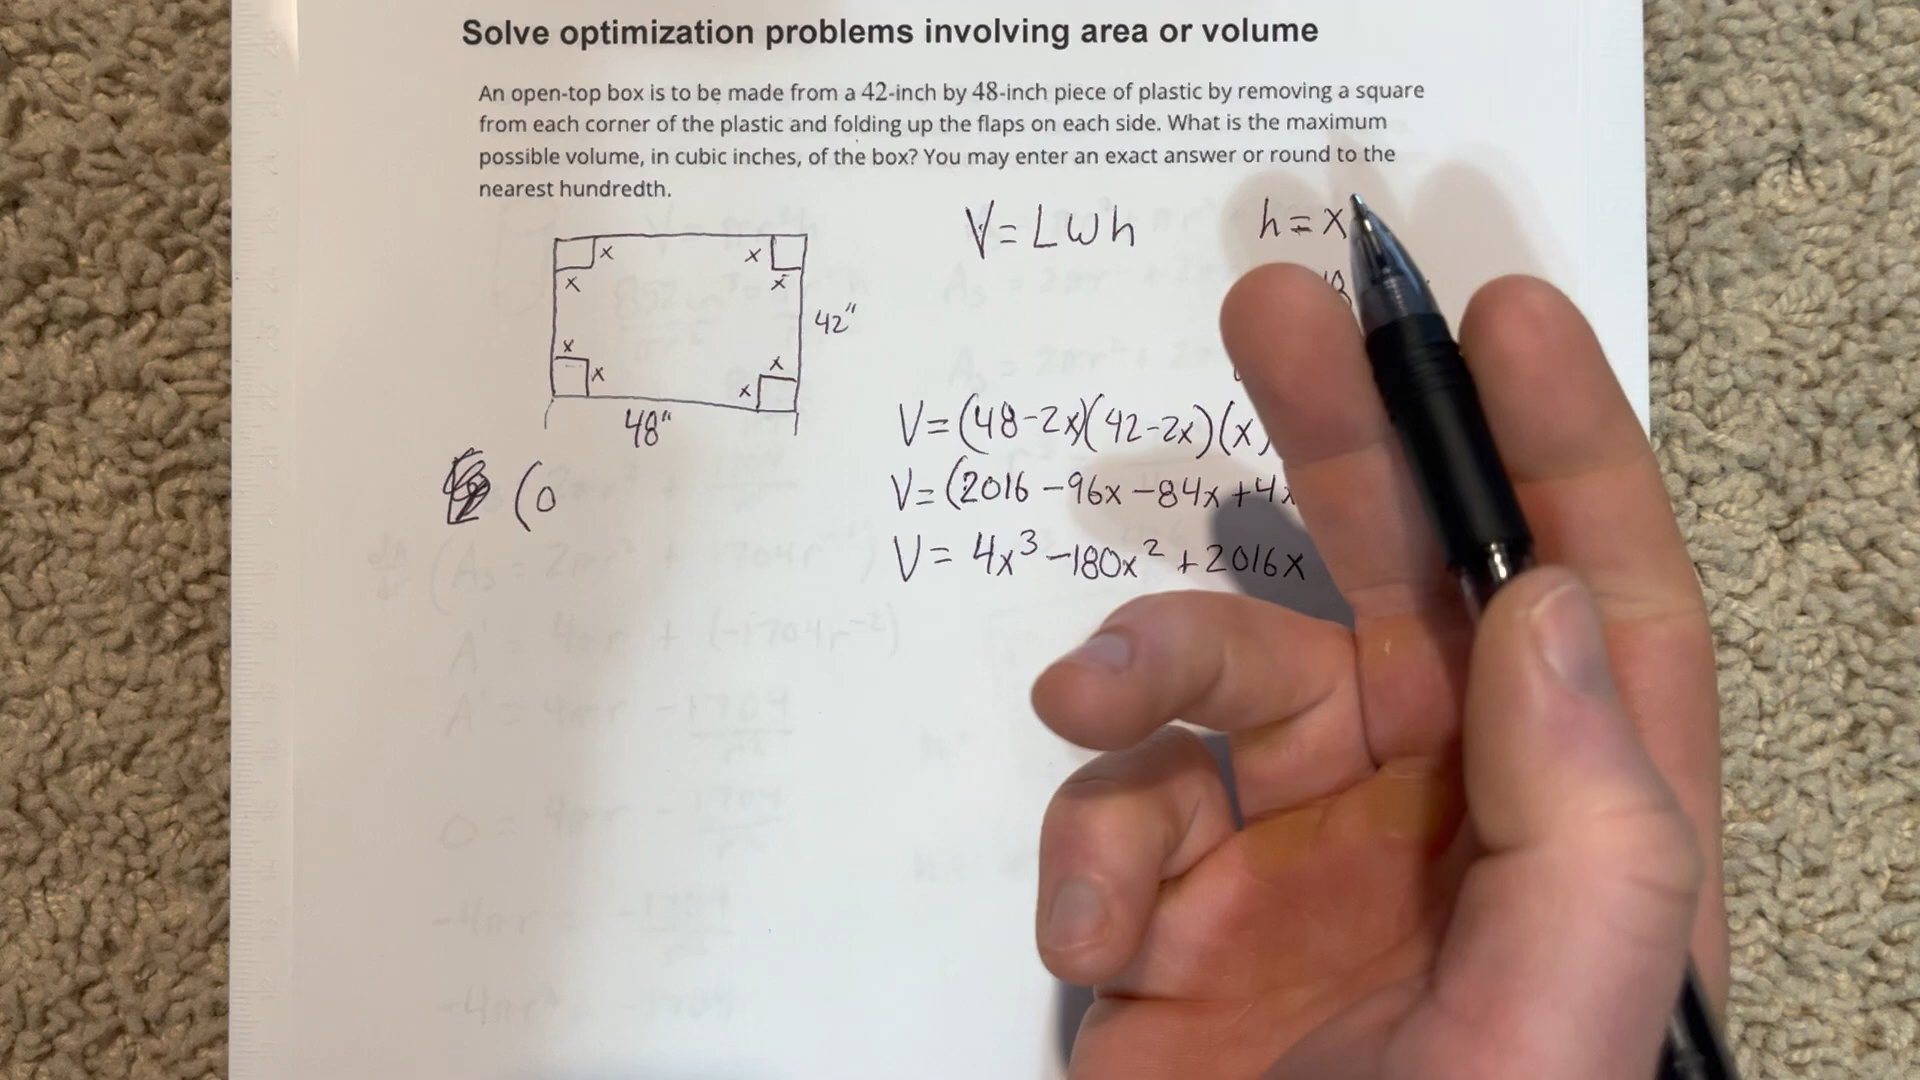 Solve optimization problems involving area or volume
An open-top box is to be made from a 42-inch by 48-inch piece of plastic by removing a square
from each corner of the plastic and folding up the flaps on each side. What is the maximum
possible volume, in cubic inches, of the box? You may enter an exact answer or round to the
nearest hundredth.
V = L w h
h = x
x x
x x
42"
x x
x x
48"
V = (48-2x)(42-2x)(x)
(0
V = (2016 -96x -84x +4x
V = 4x³ -180x² +2016x